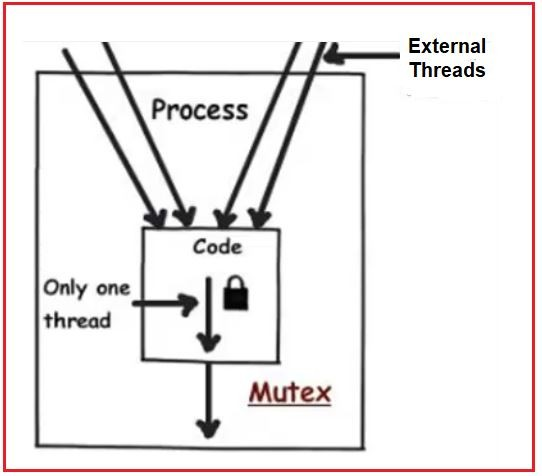 External
Threads
Process
Code
Only one
thread
Mutex